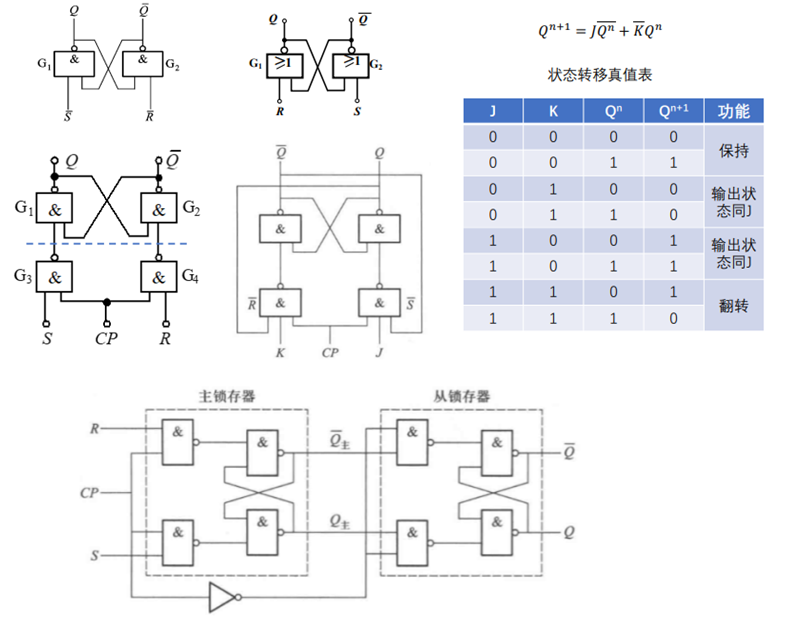 Q Q̅
G₁ & & G₂
S̅ R̅
Q Q̅
G₁ ≥1 ≥1 G₂
R S
Qⁿ⁺¹ = J\overline{Qⁿ} + K̅Qⁿ
状态转移真值表
J K Qⁿ Qⁿ⁺¹ 功能
0 0 0 0 保持
0 0 1 1
0 1 0 0 输出状
0 1 1 0 态同J
1 0 0 1 输出状
1 0 1 1 态同J
1 1 0 1 翻转
1 1 1 0
Q Q̅
G₁ & & G₂
G₃ & & G₄
S CP R
Q̅ Q
& &
R̅ & & S̅
K CP J
主锁存器 从锁存器
R & & Q̅主 & & Q̅
CP
S & & Q主 & & Q